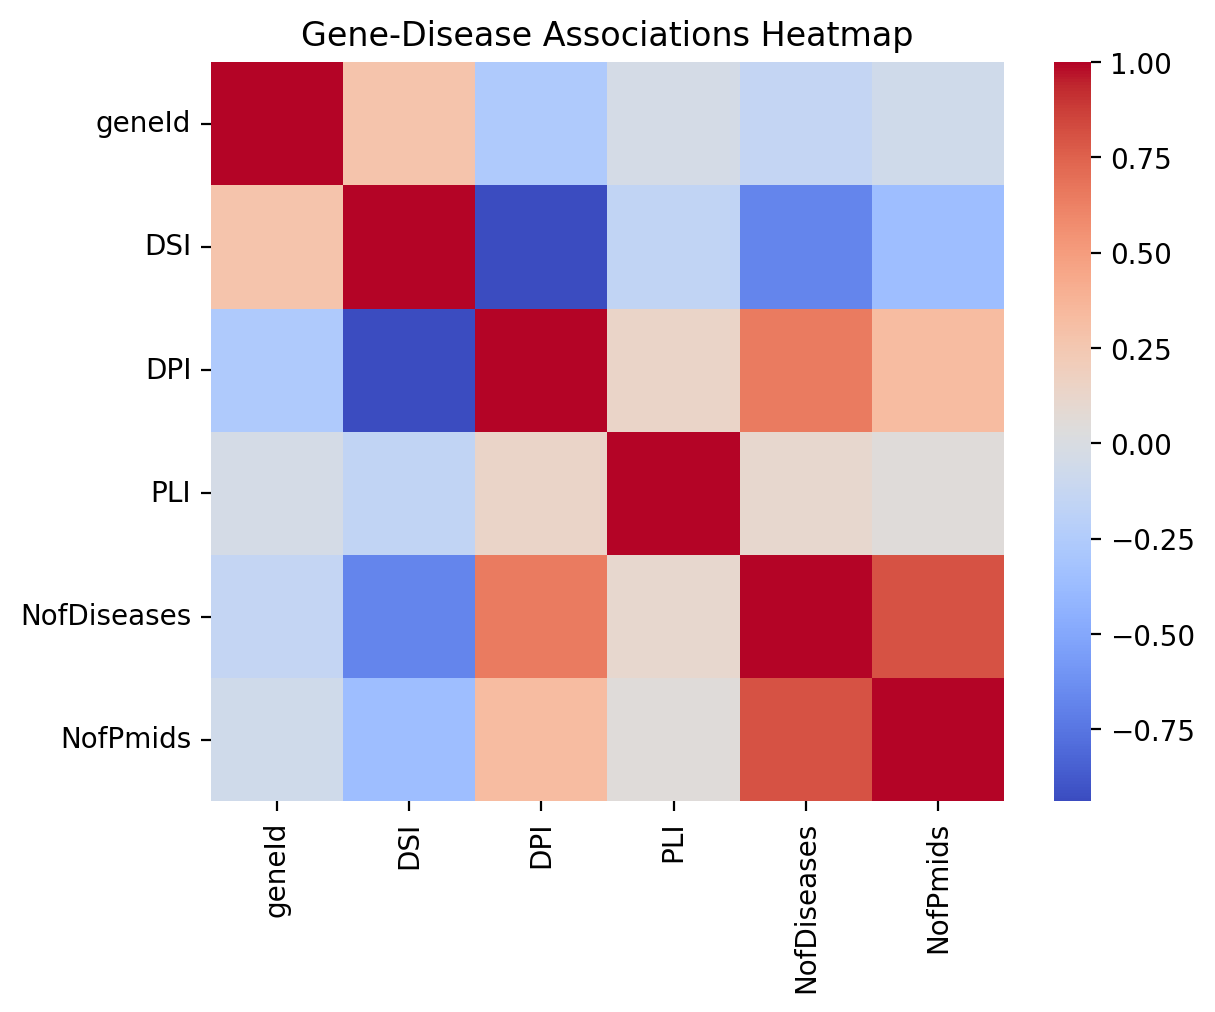 Gene-Disease Associations Heatmap
geneId
DSI
DPI
PLI
NofDiseases
NofPmids
geneId
DSI
DPI
PLI
NofDiseases
NofPmids
1.00
0.75
0.50
0.25
0.00
−0.25
−0.50
−0.75